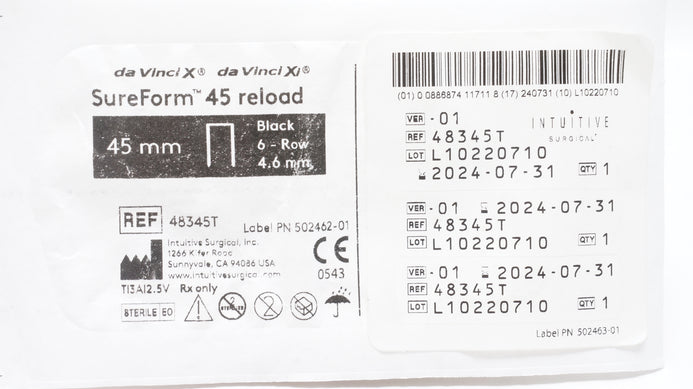 da Vinci X® da Vinci Xi®
SureForm™ 45 reload
45 mm
Black
6 - Row
4.6 mm
REF 48345T
Label PN 502462-01
Intuitive Surgical, Inc.
1266 Kifer Road
Sunnyvale, CA 94086 USA
www.intuitivesurgical.com
CE
0543
Rx only
STERILE EO
(01) 0 0886874 11711 8 (17) 240731 (10) L10220710
VER - 01
INTUITIVE
SURGICAL®
REF 48345T
LOT L10220710
2024-07-31 QTY 1
VER - 01 2024-07-31
REF 48345T
LOT L10220710 QTY 1
VER - 01 2024-07-31
REF 48345T
LOT L10220710 QTY 1
Label PN 502463-01